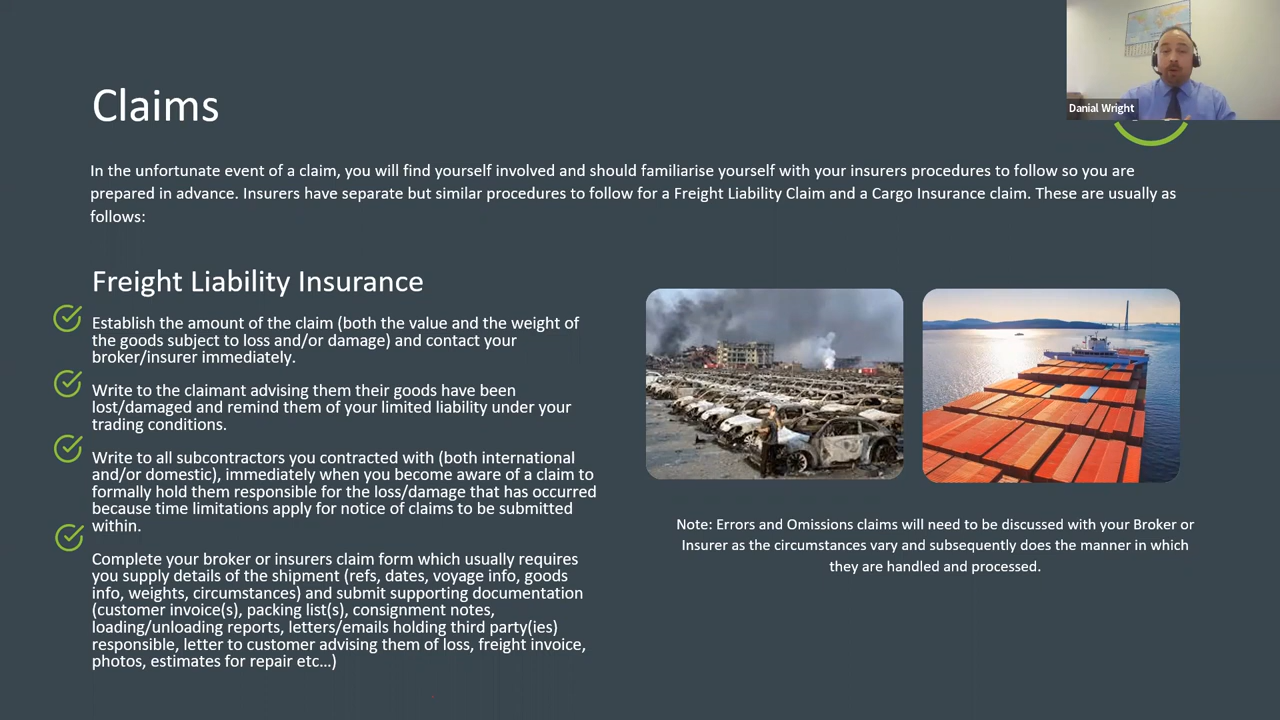 Claims
Danial Wright
In the unfortunate event of a claim, you will find yourself involved and should familiarise yourself with your insurers procedures to follow so you are
prepared in advance. Insurers have separate but similar procedures to follow for a Freight Liability Claim and a Cargo Insurance claim. These are usually as
follows:
Freight Liability Insurance
Establish the amount of the claim (both the value and the weight of
the goods subject to loss and/or damage) and contact your
broker/insurer immediately.
Write to the claimant advising them their goods have been
lost/damaged and remind them of your limited liability under your
trading conditions.
Write to all subcontractors you contracted with (both international
and/or domestic), immediately when you become aware of a claim to
formally hold them responsible for the loss/damage that has occurred
because time limitations apply for notice of claims to be submitted
within.
Complete your broker or insurers claim form which usually requires
you supply details of the shipment (refs, dates, voyage info, goods
info, weights, circumstances) and submit supporting documentation
(customer invoice(s), packing list(s), consignment notes,
loading/unloading reports, letters/emails holding third party(ies)
responsible, letter to customer advising them of loss, freight invoice,
photos, estimates for repair etc...)
Note: Errors and Omissions claims will need to be discussed with your Broker or
Insurer as the circumstances vary and subsequently does the manner in which
they are handled and processed.